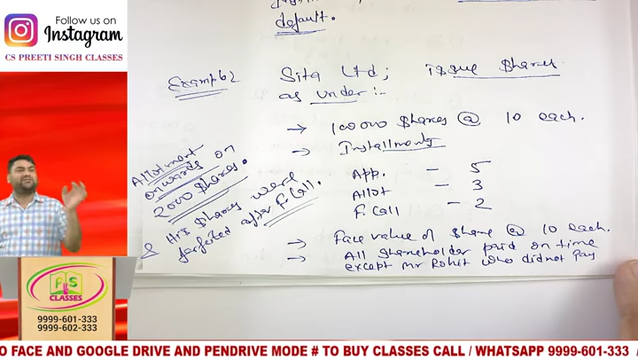 Follow us on
Instagram
CS PREETI SINGH CLASSES
default.
Example
Sita Ltd; issue shares
as under:-
→ 100000 shares @ 10 each.
→ Installments
App. - 5
Allot - 3
F. Call - 2
→ Face value of share @ 10 each.
→ All Shareholder paid on time
except Mr Rohit who did not pay
Allotment
onwards on
2000 shares.
& His shares were
forfeited after F. Call.
PS
CLASSES
9999-601-333
9999-602-333
O FACE AND GOOGLE DRIVE AND PENDRIVE MODE # TO BUY CLASSES CALL / WHATSAPP 9999-601-333